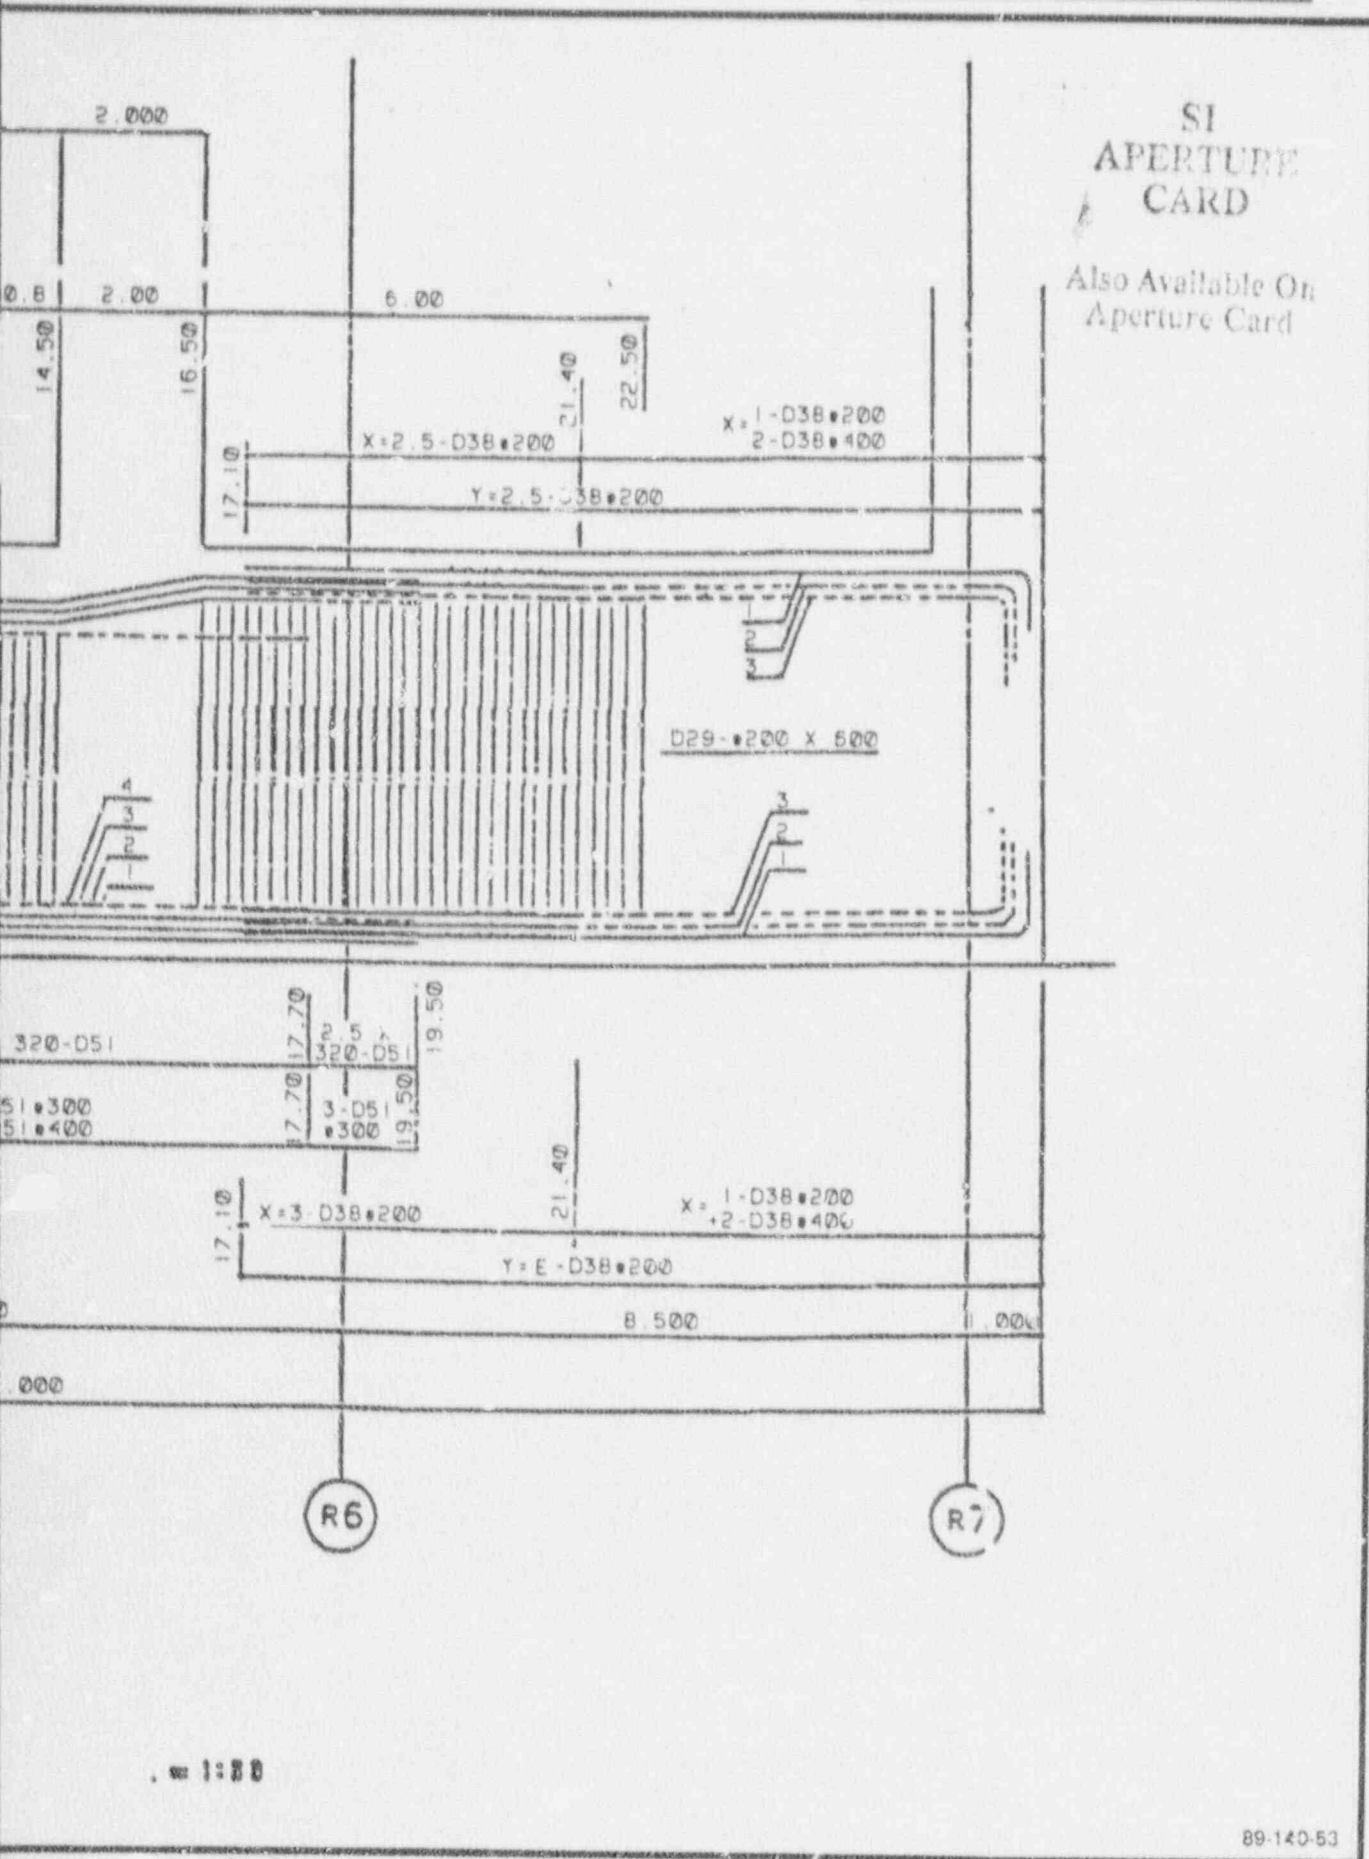 SI
APERTURE
CARD
Also Available On
Aperture Card
2.000
0.8
2.00
6.00
14.50
16.50
21.40
22.50
17.10
X=2.5-D38@200
X= 1-D38@200
2-D38@400
Y=2.5-D38@200
1
2
3
D29-@200 X 600
4
3
2
1
3
2
1
320-D51
17.70
2.5
320-D51
19.50
51@300
51@400
17.70
3-D51
@300
19.50
21.40
17.10
X=3-D38@200
X= 1-D38@200
+2-D38@400
Y=E-D38@200
8.500
1.000
.000
R6
R7
89-140-53